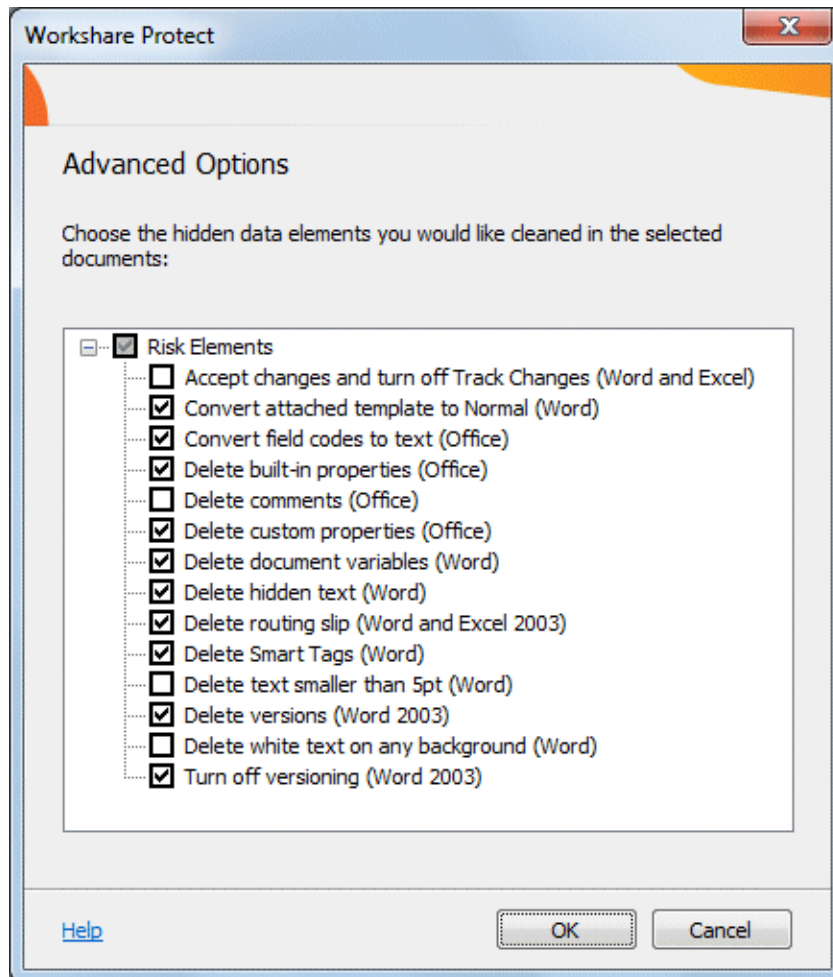 Workshare Protect
Advanced Options
Choose the hidden data elements you would like cleaned in the selected
documents:
Risk Elements
Accept changes and turn off Track Changes (Word and Excel)
Convert attached template to Normal (Word)
Convert field codes to text (Office)
Delete built-in properties (Office)
Delete comments (Office)
Delete custom properties (Office)
Delete document variables (Word)
Delete hidden text (Word)
Delete routing slip (Word and Excel 2003)
Delete Smart Tags (Word)
Delete text smaller than 5pt (Word)
Delete versions (Word 2003)
Delete white text on any background (Word)
Turn off versioning (Word 2003)
Help
OK
Cancel